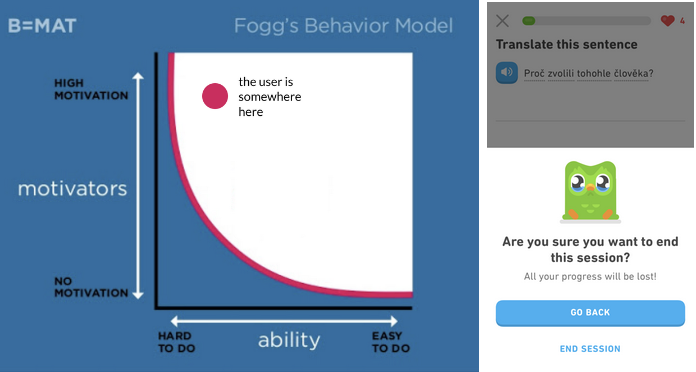 B=MAT
Fogg's Behavior Model
HIGH
MOTIVATION
the user is
somewhere
here
motivators
NO
MOTIVATION
HARD
TO DO
ability
EASY
TO DO
4
Translate this sentence
Proč zvolili tohohle člověka?
Are you sure you want to end
this session?
All your progress will be lost!
GO BACK
END SESSION